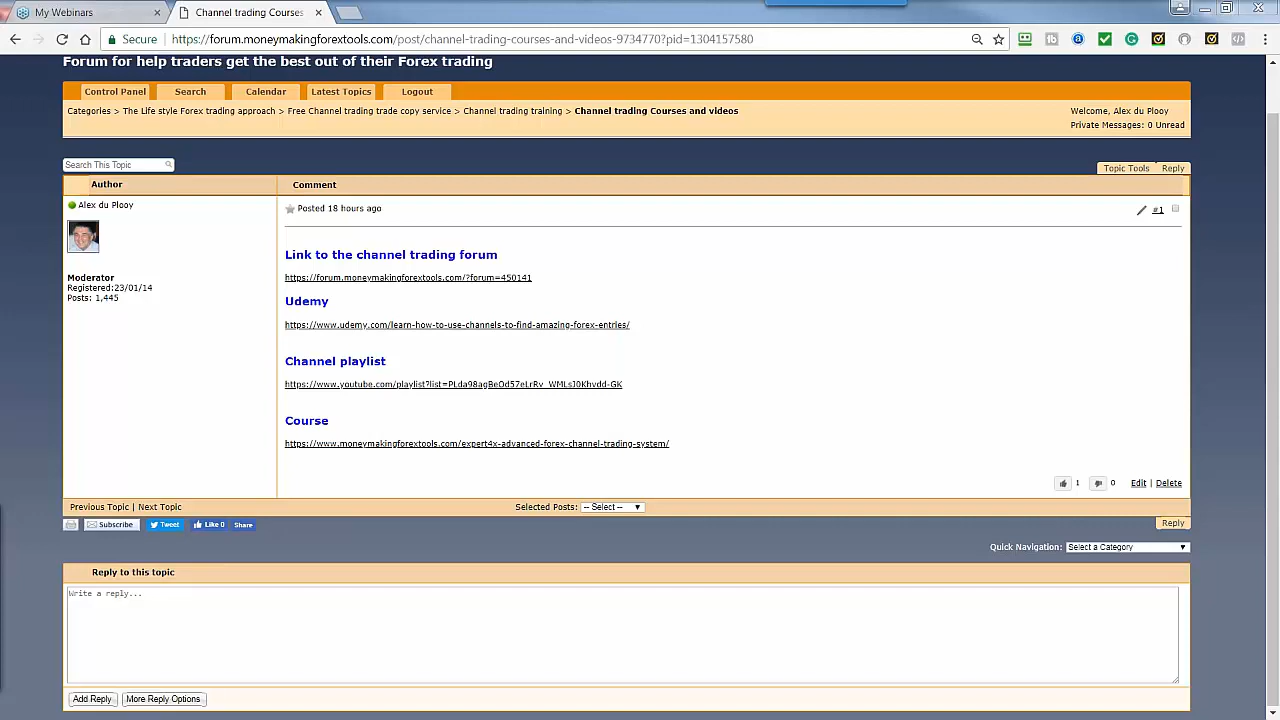 My Webinars
Channel trading Courses
Secure
https://forum.moneymakingforextools.com/post/channel-trading-courses-and-videos-9734770?pid=1304157580
Forum for help traders get the best out of their Forex trading
Control Panel
Search
Calendar
Latest Topics
Logout
Categories > The Life style Forex trading approach > Free Channel trading trade copy service > Channel trading training > Channel trading Courses and videos
Welcome, Alex du Plooy
Private Messages: 0 Unread
Search This Topic
Topic Tools
Reply
Author
Comment
Alex du Plooy
Posted 18 hours ago
#1
Moderator
Registered:23/01/14
Posts: 1,445
Link to the channel trading forum
https://forum.moneymakingforextools.com/?forum=450141
Udemy
https://www.udemy.com/learn-how-to-use-channels-to-find-amazing-forex-entries/
Channel playlist
https://www.youtube.com/playlist?list=PLda98agBeOd57eLrRv_WMLsJ0Khvdd-GK
Course
https://www.moneymakingforextools.com/expert4x-advanced-forex-channel-trading-system/
1
0
Edit | Delete
Previous Topic | Next Topic
Selected Posts:
-- Select --
Subscribe
Tweet
Like 0
Share
Reply
Quick Navigation:
Select a Category
Reply to this topic
Write a reply...
Add Reply
More Reply Options